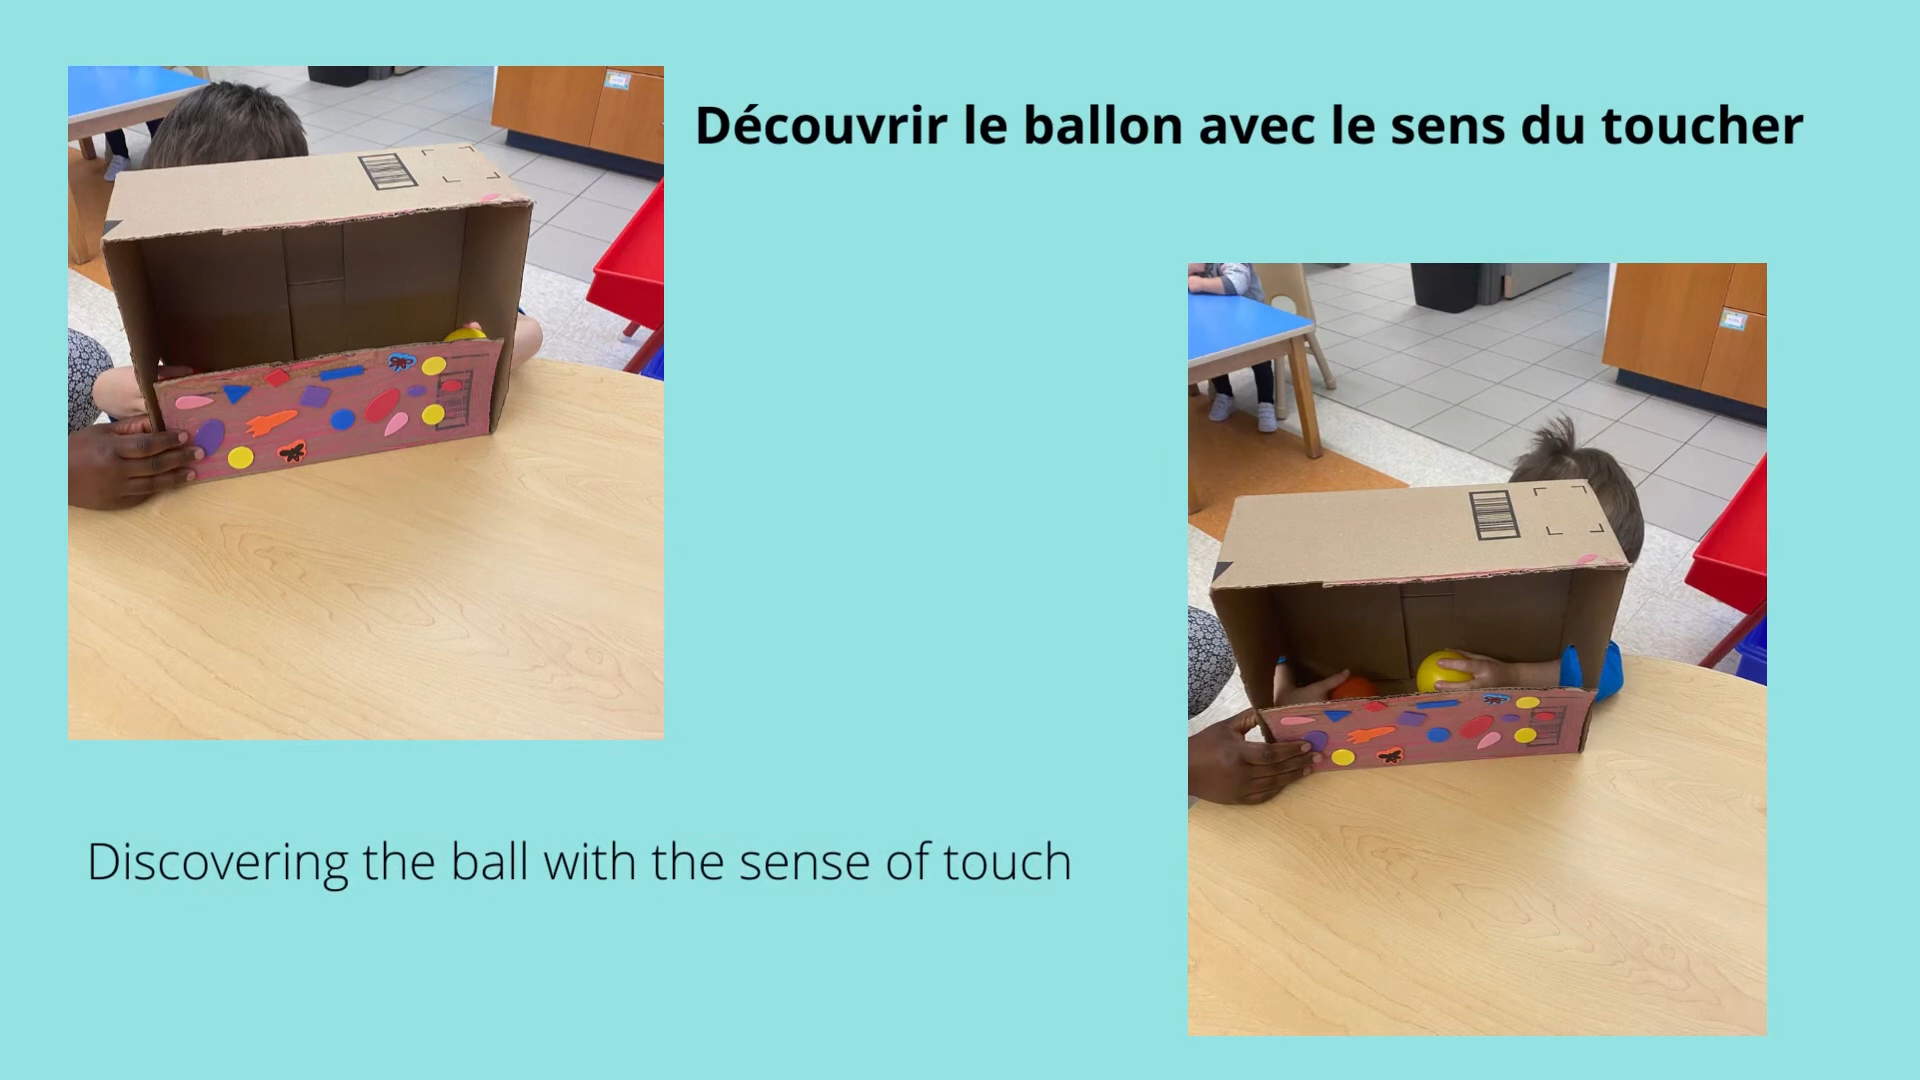 Découvrir le ballon avec le sens du toucher
Discovering the ball with the sense of touch